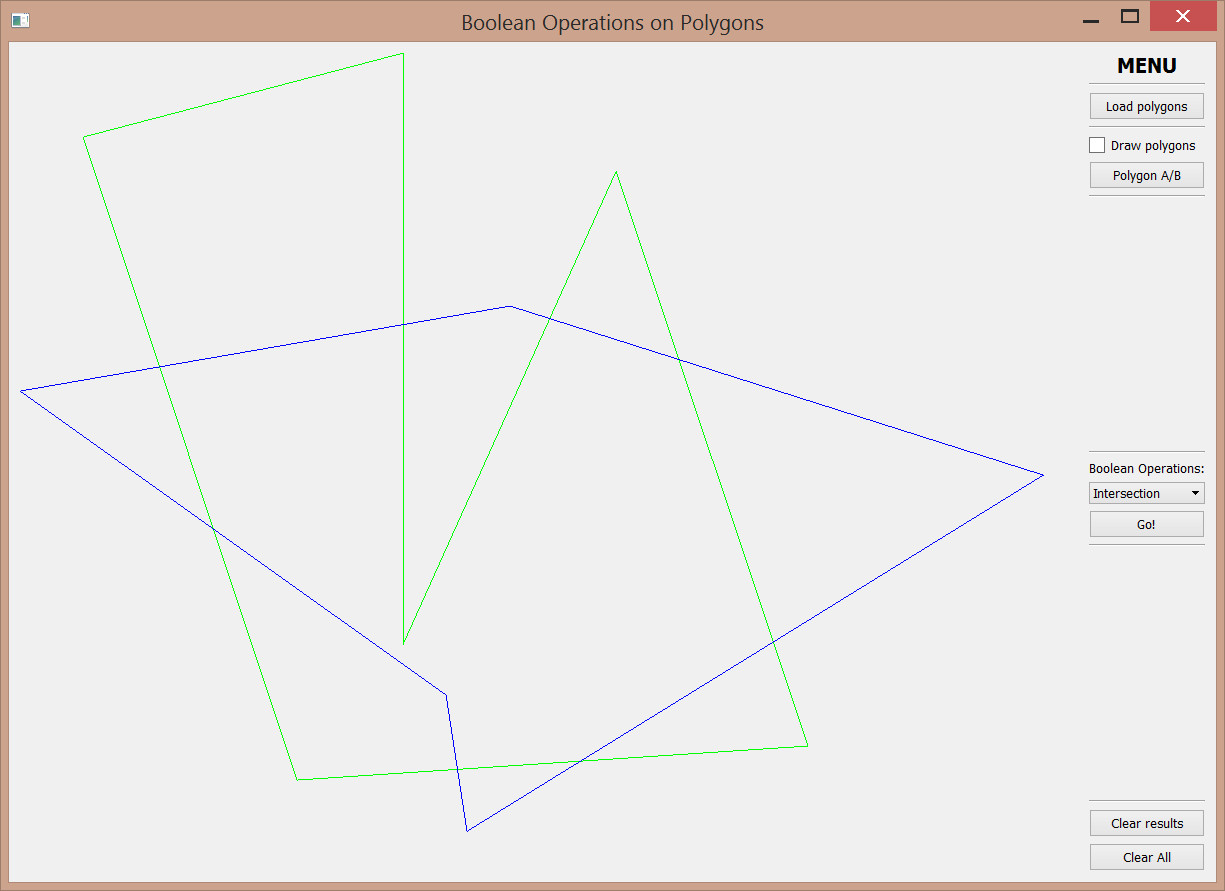 Boolean Operations on Polygons
MENU
Load polygons
Draw polygons
Polygon A/B
Boolean Operations:
Intersection
Go!
Clear results
Clear All